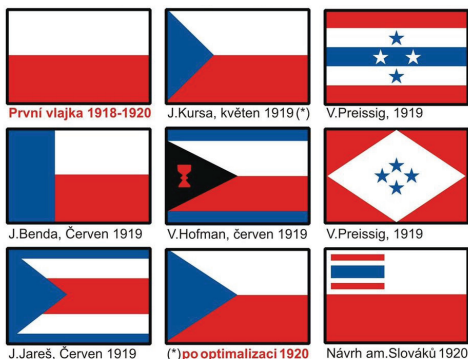 První vlajka 1918-1920
J.Kursa, květen 1919(*)
V.Preissig, 1919
J.Benda, Červen 1919
V.Hofman, červen 1919
V.Preissig, 1919
J.Jareš, Červen 1919
(*)po optimalizaci 1920
Návrh am.Slováků 1920